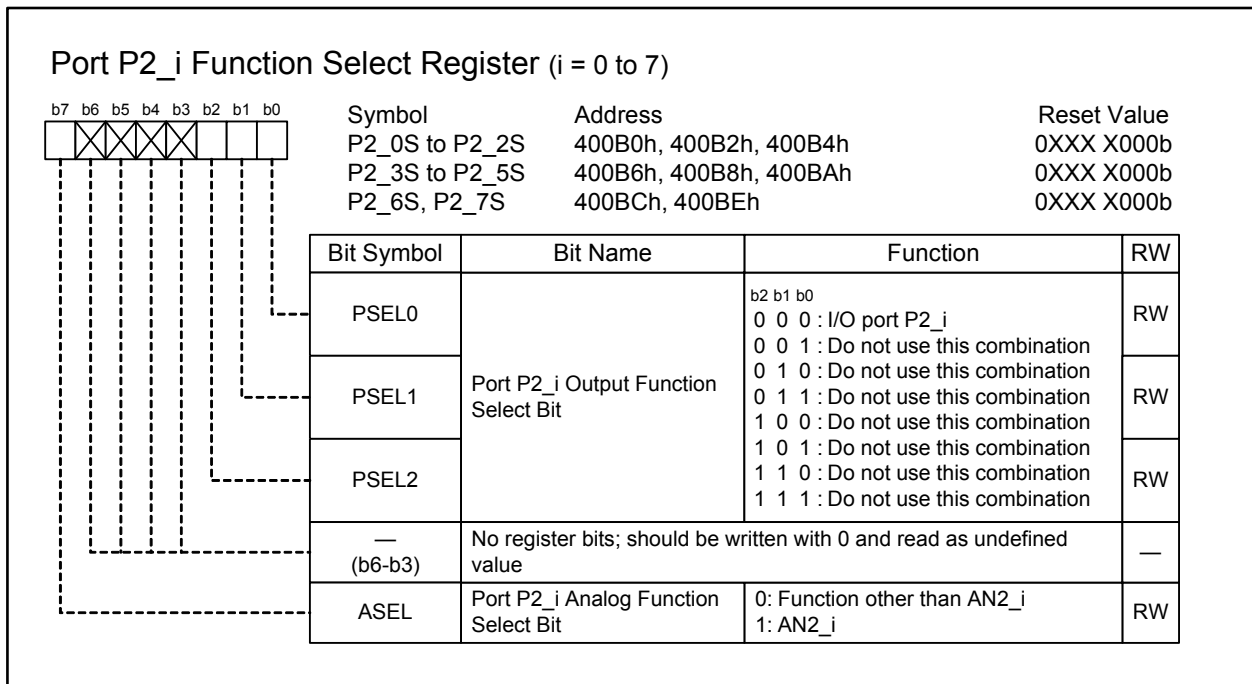 Port P2_i Function Select Register (i = 0 to 7)
b7 b6 b5 b4 b3 b2 b1 b0
Symbol Address Reset Value
P2_0S to P2_2S 400B0h, 400B2h, 400B4h 0XXX X000b
P2_3S to P2_5S 400B6h, 400B8h, 400BAh 0XXX X000b
P2_6S, P2_7S 400BCh, 400BEh 0XXX X000b
Bit Symbol Bit Name Function RW
PSEL0
PSEL1
PSEL2
Port P2_i Output Function
Select Bit
b2 b1 b0
0 0 0 : I/O port P2_i
0 0 1 : Do not use this combination
0 1 0 : Do not use this combination
0 1 1 : Do not use this combination
1 0 0 : Do not use this combination
1 0 1 : Do not use this combination
1 1 0 : Do not use this combination
1 1 1 : Do not use this combination
RW
RW
RW
—
(b6-b3)
No register bits; should be written with 0 and read as undefined
value
—
ASEL
Port P2_i Analog Function
Select Bit
0: Function other than AN2_i
1: AN2_i
RW